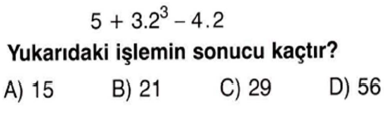 5 + 3.2³ – 4.2
Yukarıdaki işlemin sonucu kaçtır?
A) 15 B) 21 C) 29 D) 56